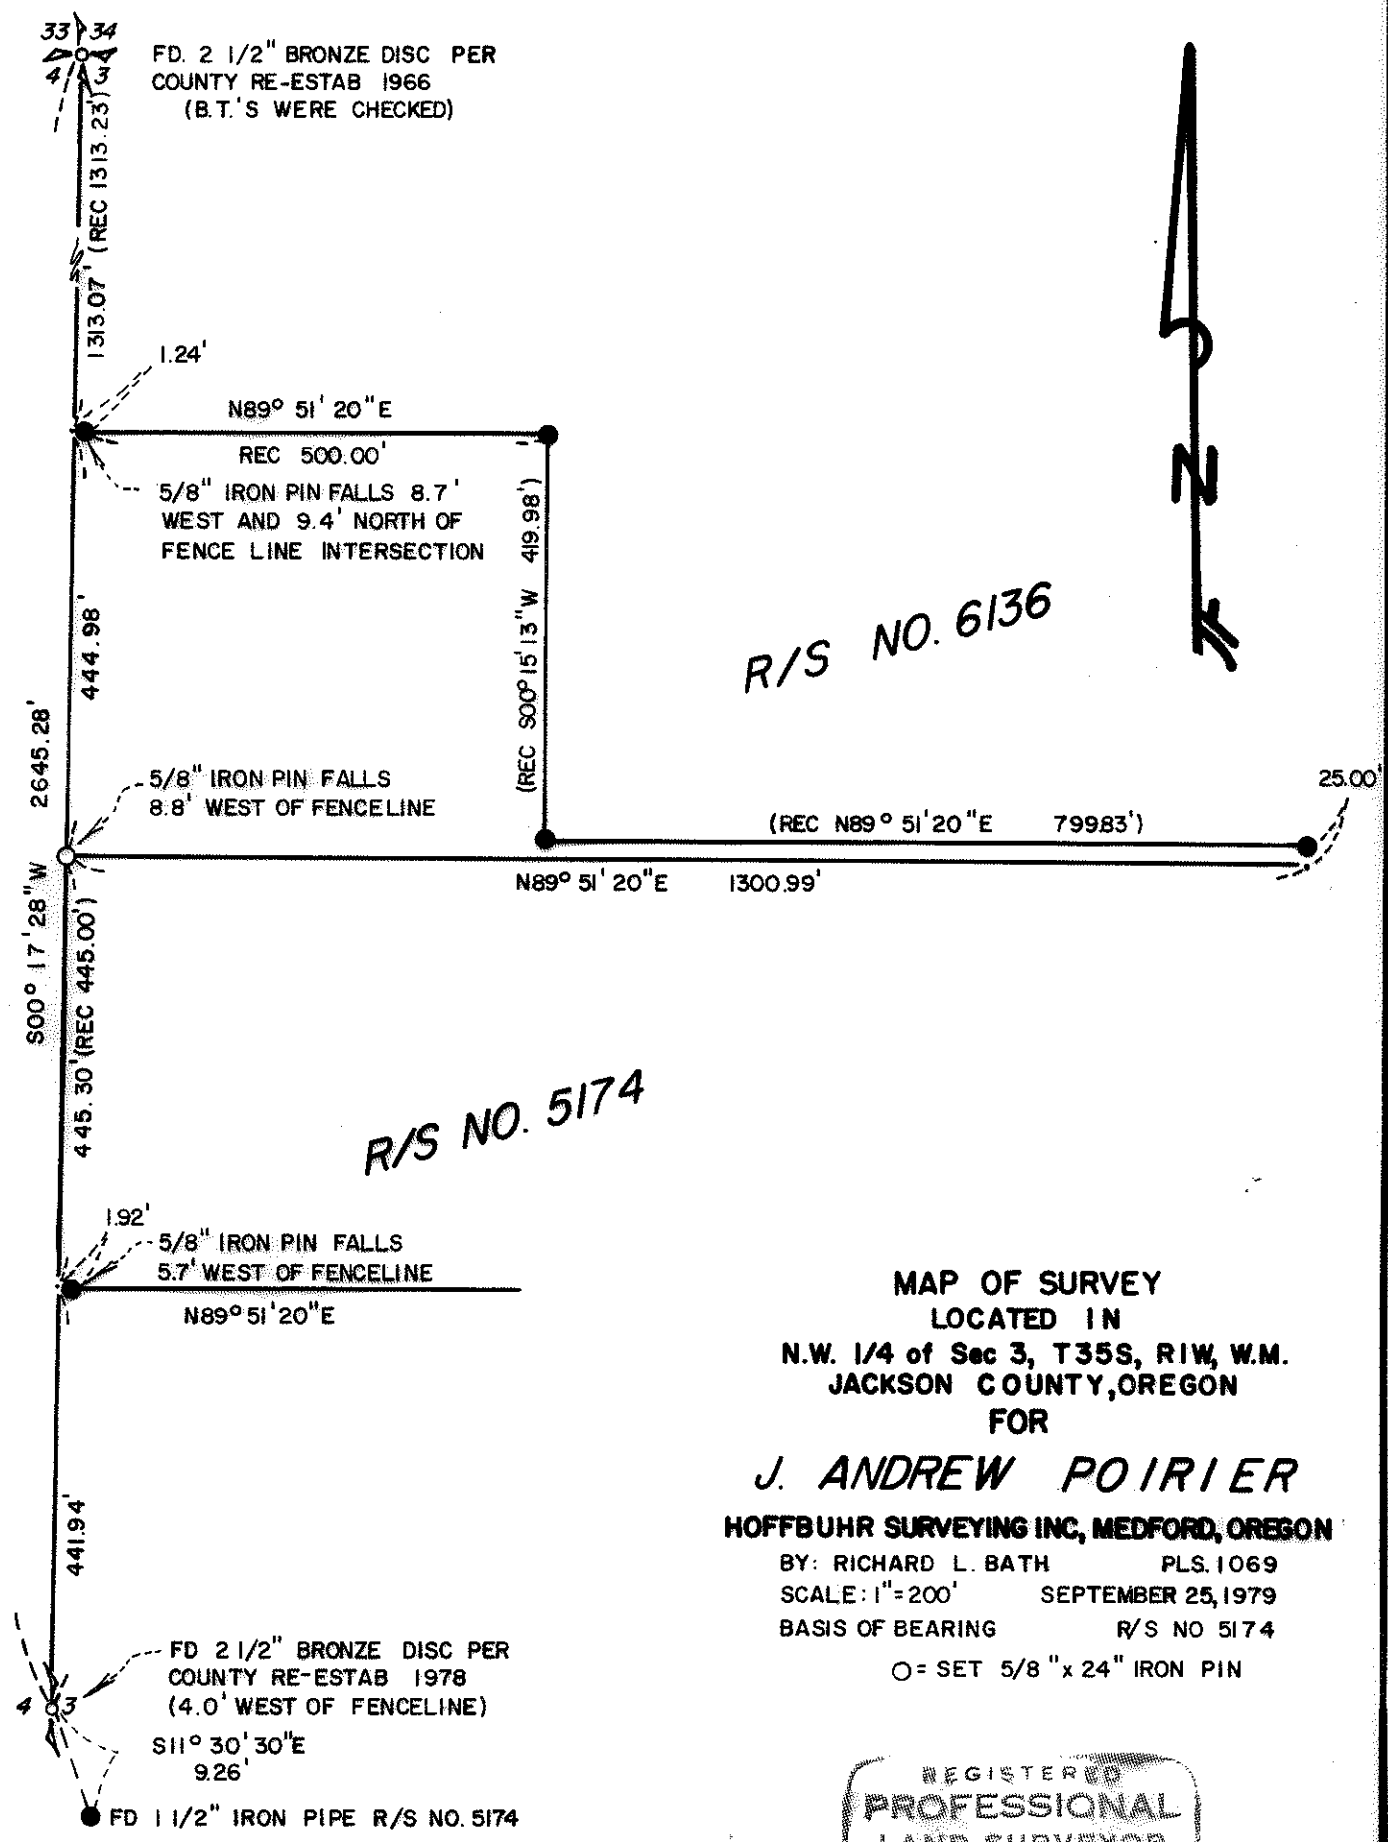 33 34
4 3
FD. 2 1/2" BRONZE DISC PER
COUNTY RE-ESTAB 1966
(B.T.'S WERE CHECKED)
1313.07' (REC 1313.23')
1.24'
N89° 51' 20"E
REC 500.00'
5/8" IRON PIN FALLS 8.7'
WEST AND 9.4' NORTH OF
FENCE LINE INTERSECTION
(REC S00° 15' 13"W 419.98')
N
444.98'
R/S NO. 6136
S00° 17' 28"W 2645.28'
5/8" IRON PIN FALLS
8.8' WEST OF FENCELINE
25.00'
(REC N89° 51' 20"E 799.83')
N89° 51' 20"E 1300.99'
445.30' (REC 445.00')
R/S NO. 5174
1.92'
5/8" IRON PIN FALLS
5.7' WEST OF FENCELINE
N89° 51' 20"E
441.94'
MAP OF SURVEY
LOCATED IN
N.W. 1/4 of Sec 3, T35S, R1W, W.M.
JACKSON COUNTY, OREGON
FOR
J. ANDREW POIRIER
HOFFBUHR SURVEYING INC, MEDFORD, OREGON
BY: RICHARD L. BATH PLS. 1069
SCALE: 1"=200' SEPTEMBER 25, 1979
BASIS OF BEARING R/S NO 5174
O= SET 5/8" x 24" IRON PIN
FD 2 1/2" BRONZE DISC PER
COUNTY RE-ESTAB 1978
(4.0' WEST OF FENCELINE)
4 3
S11° 30' 30"E
9.26'
FD 1 1/2" IRON PIPE R/S NO. 5174
REGISTERED
PROFESSIONAL
LAND SURVEYOR